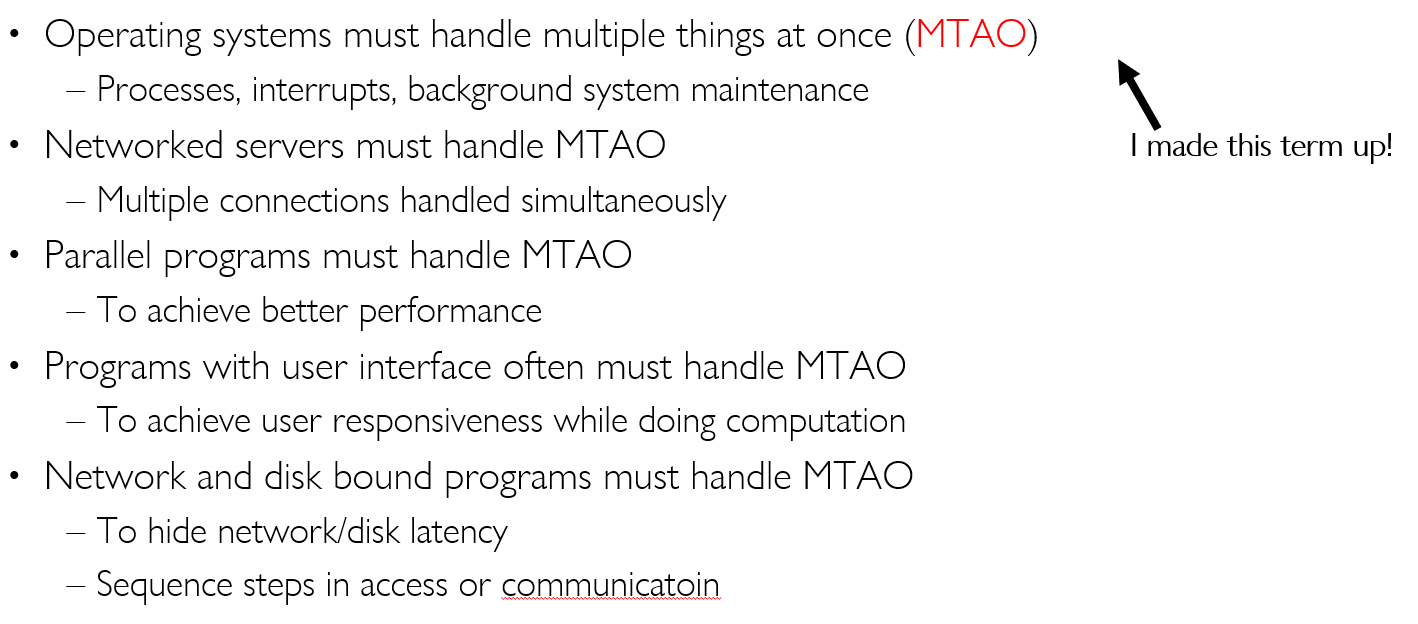 • Operating systems must handle multiple things at once (MTAO)
– Processes, interrupts, background system maintenance
• Networked servers must handle MTAO
I made this term up!
– Multiple connections handled simultaneously
• Parallel programs must handle MTAO
– To achieve better performance
• Programs with user interface often must handle MTAO
– To achieve user responsiveness while doing computation
• Network and disk bound programs must handle MTAO
– To hide network/disk latency
– Sequence steps in access or communicatoin